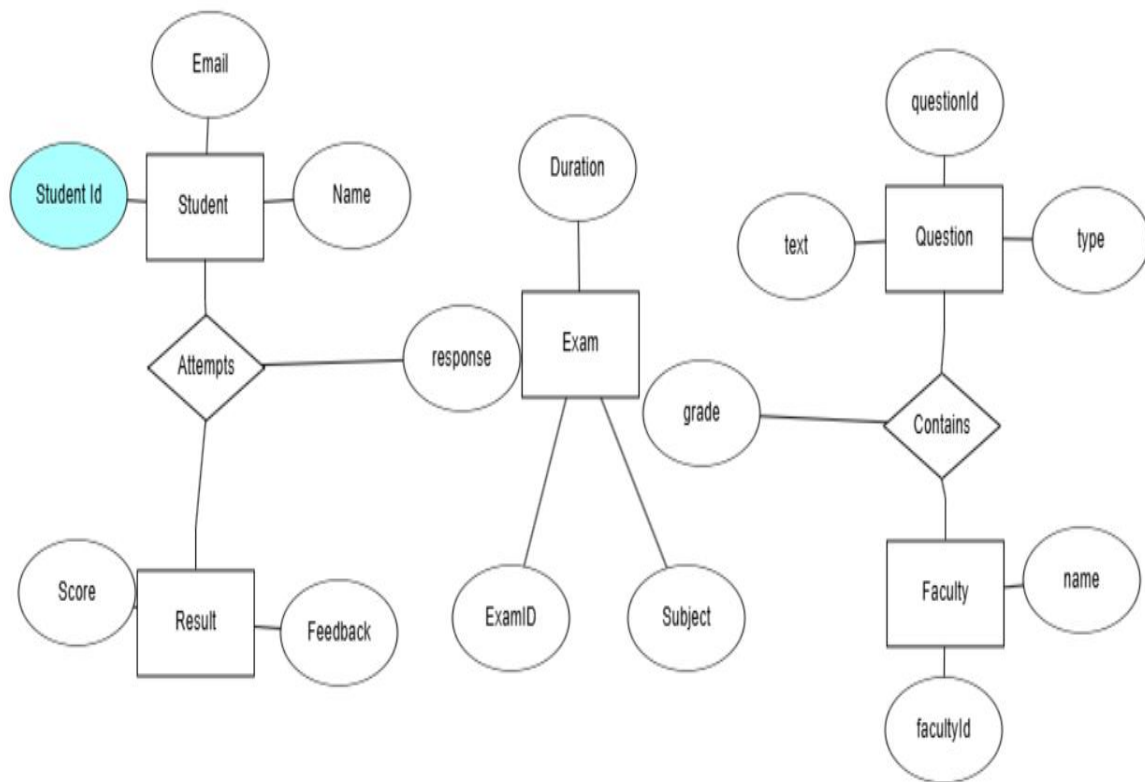 Email
questionId
Duration
Student Id
Student
Name
text
Question
type
Attempts
response
Exam
grade
Contains
Score
Result
Feedback
ExamID
Subject
Faculty
name
facultyId